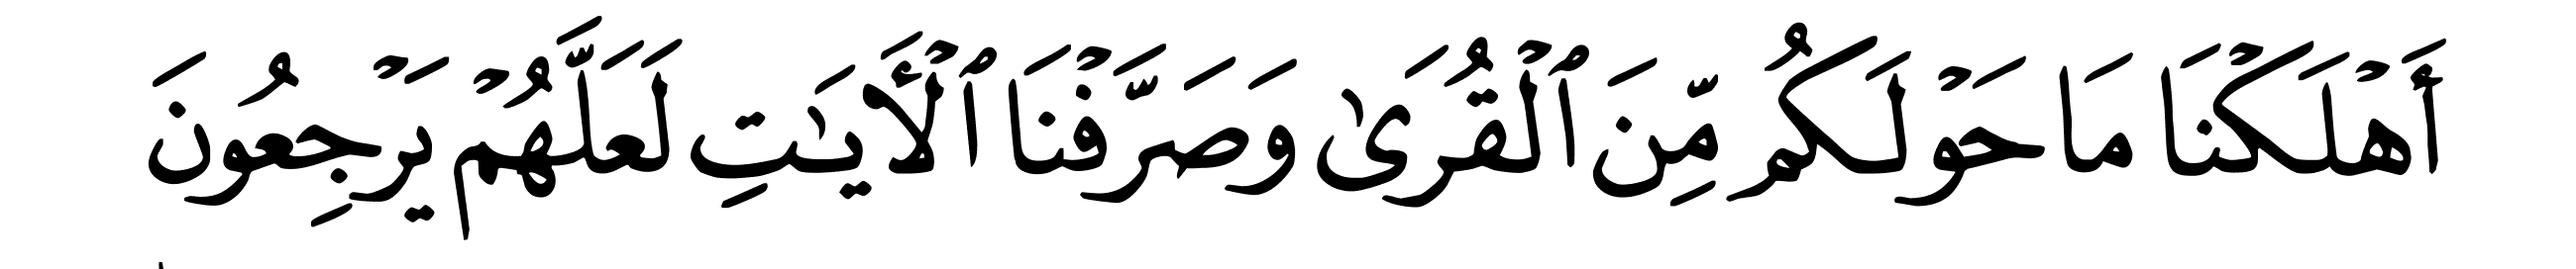 أَهْلَكْنَا مَا حَوْلَكُم مِّنَ ٱلْقُرَىٰ وَصَرَّفْنَا ٱلْأَيَٰتِ لَعَلَّهُمْ يَرْجِعُونَ